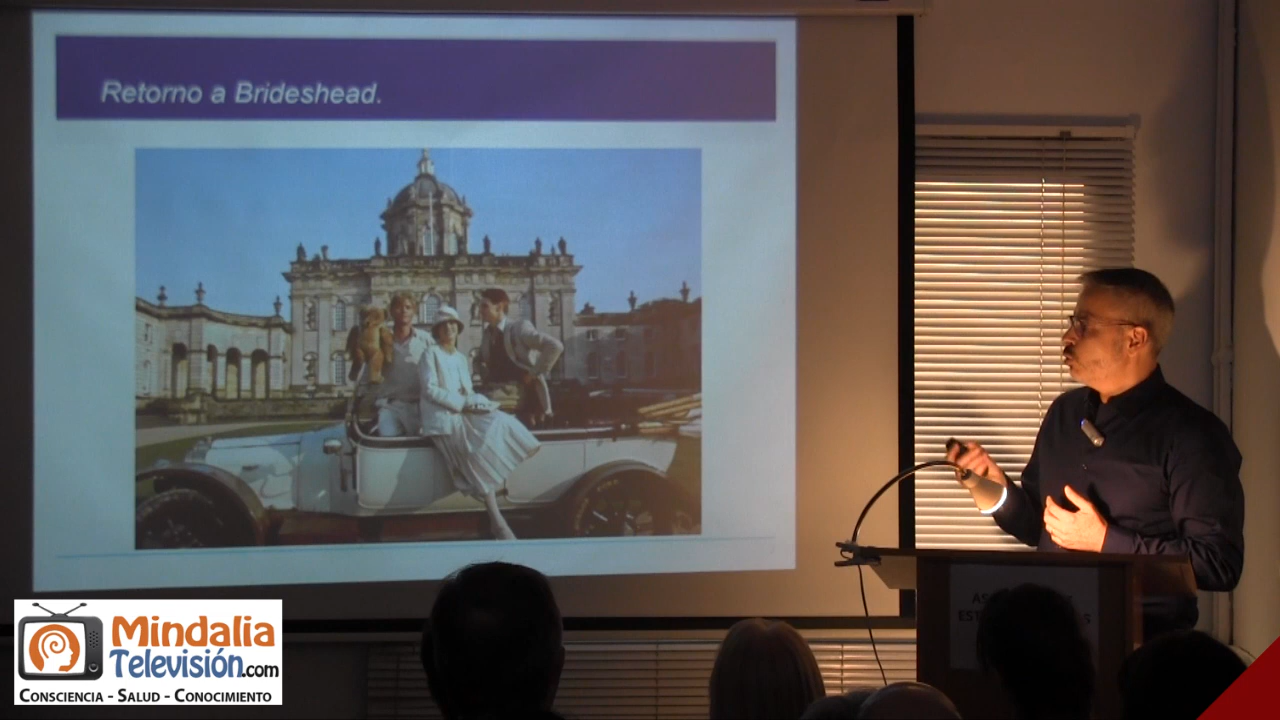 Retorno a Brideshead.
Mindalia
Televisión.com
CONSCIENCIA - SALUD - CONOCIMIENTO